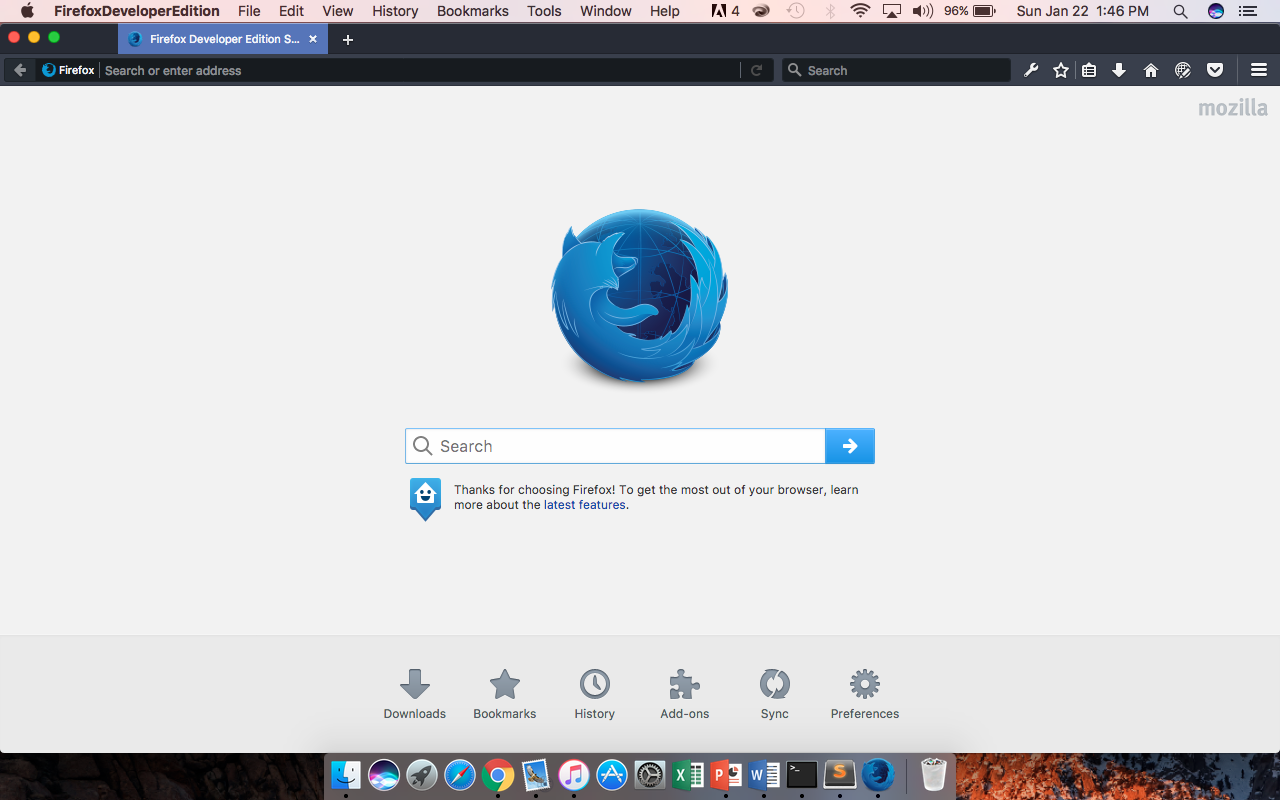 FirefoxDeveloperEdition File Edit View History Bookmarks Tools Window Help 4 96% Sun Jan 22 1:46 PM
Firefox Developer Edition S...
Firefox Search or enter address Search
mozilla
Search
Thanks for choosing Firefox! To get the most out of your browser, learn
more about the latest features.
Downloads Bookmarks History Add-ons Sync Preferences
X P W >_ S